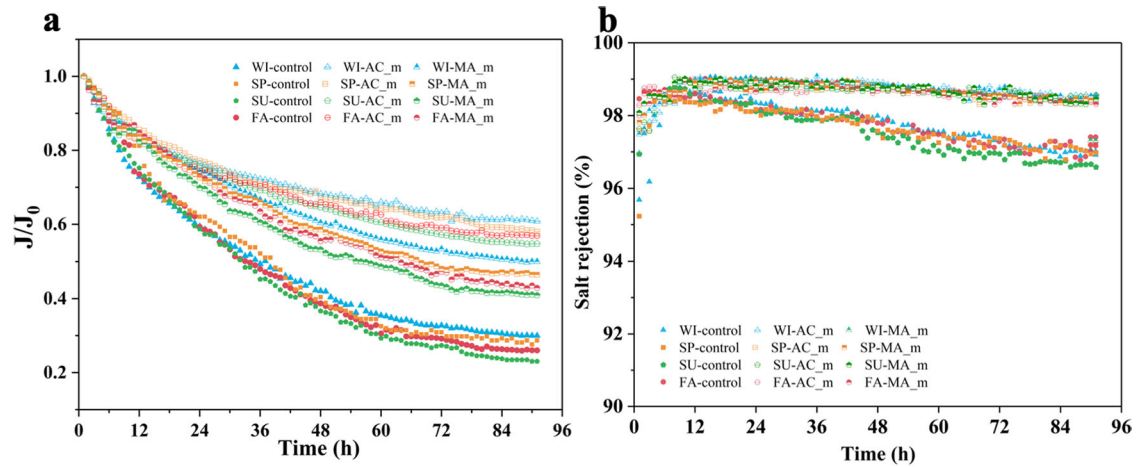 a
J/J0
1.0
0.8
0.6
0.4
0.2
WI-control WI-AC_m WI-MA_m
SP-control SP-AC_m SP-MA_m
SU-control SU-AC_m SU-MA_m
FA-control FA-AC_m FA-MA_m
0 12 24 36 48 60 72 84 96
Time (h)
b
Salt rejection (%)
100
98
96
94
92
90
WI-control WI-AC_m WI-MA_m
SP-control SP-AC_m SP-MA_m
SU-control SU-AC_m SU-MA_m
FA-control FA-AC_m FA-MA_m
0 12 24 36 48 60 72 84 96
Time (h)